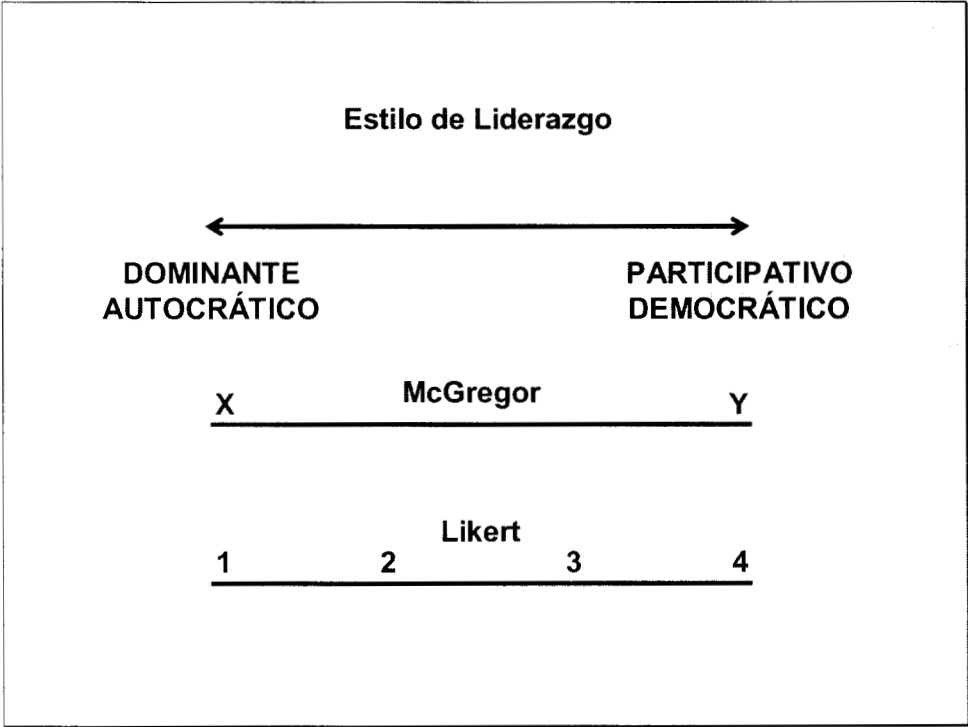 Estilo de Liderazgo
DOMINANTE
AUTOCRÁTICO
PARTICIPATIVO
DEMOCRÁTICO
McGregor
X
Y
Likert
1 2 3 4